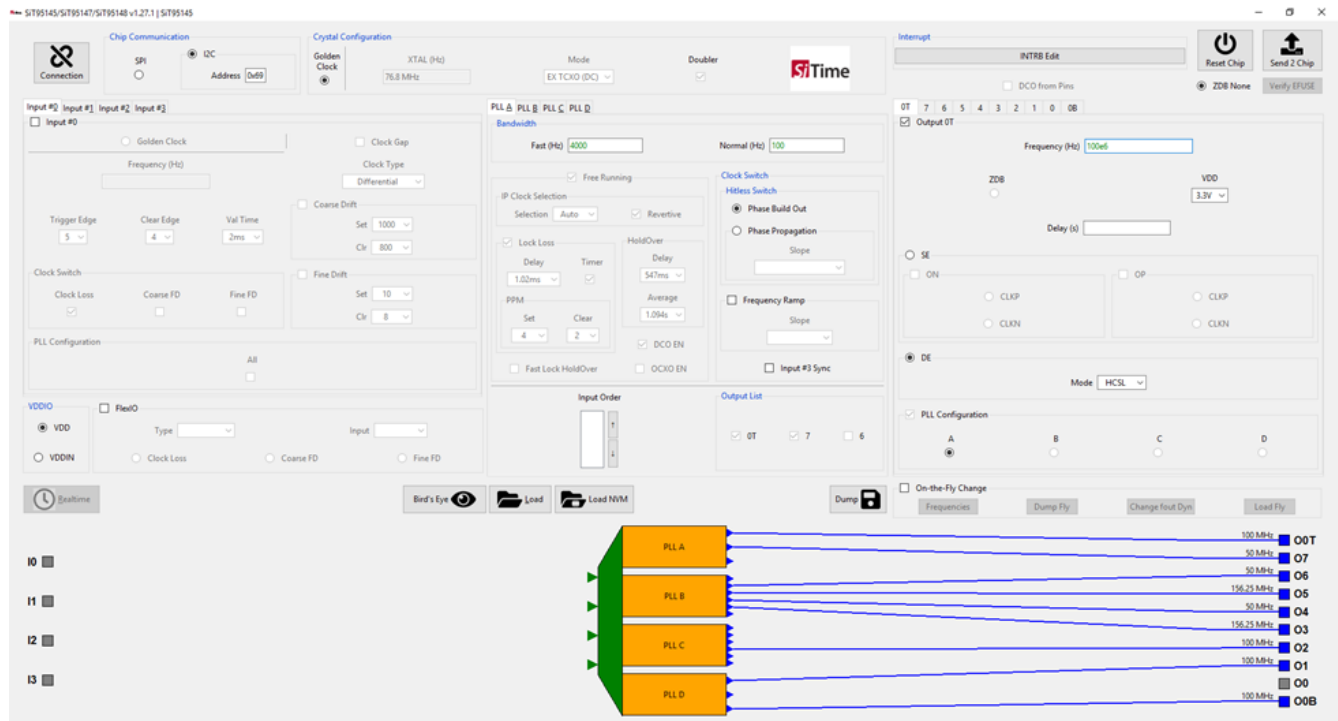 SiT95145/SiT95147/SiT95148 v1.27.1 | SiT95145
Connection
Chip Communication
SPI
I2C
Address 0x69
Crystal Configuration
Golden Clock
XTAL (Hz)
76.8 MHz
Mode
EX TCXO (DC)
Doubler
SiTime
Interrupt
INTRB Edit
DCO from Pins
Reset Chip
Send 2 Chip
ZDB None
Verify EFUSE
Input #0 Input #1 Input #2 Input #3
Input #0
Golden Clock
Clock Gap
Frequency (Hz)
Clock Type
Differential
Trigger Edge
Clear Edge
Val Time
5
4
2ms
Coarse Drift
Set 1000
Clr 800
Clock Switch
Clock Loss
Coarse FD
Fine FD
Fine Drift
Set 10
Clr 8
PLL Configuration
All
VDDIO
VDD
VDDIN
FlexIO
Type
Input
Clock Loss
Coarse FD
Fine FD
PLL A PLL B PLL C PLL D
Bandwidth
Fast (Hz) 4000
Normal (Hz) 100
Free Running
IP Clock Selection
Selection Auto
Revertive
Lock Loss
Delay
Timer
1.02ms
PPM
Set
Clear
4
2
HoldOver
Delay
547ms
Average
1.094s
DCO EN
Fast Lock HoldOver
OCXO EN
Clock Switch
Hitless Switch
Phase Build Out
Phase Propagation
Slope
Frequency Ramp
Slope
Input #3 Sync
Input Order
↑
↓
Output List
0T
7
6
0T 7 6 5 4 3 2 1 0 0B
Output 0T
Frequency (Hz) 100e6
ZDB
VDD
3.3V
Delay (s)
SE
ON
CLKP
CLKN
OP
CLKP
CLKN
DE
Mode HCSL
PLL Configuration
A
B
C
D
Realtime
Bird's Eye
Load
Load NVM
Dump
On-the-Fly Change
Frequencies
Dump Fly
Change fout Dyn
Load Fly
I0
I1
I2
I3
PLL A
PLL B
PLL C
PLL D
100 MHz O0T
50 MHz O7
50 MHz O6
156.25 MHz O5
50 MHz O4
156.25 MHz O3
100 MHz O2
100 MHz O1
O0
100 MHz O0B